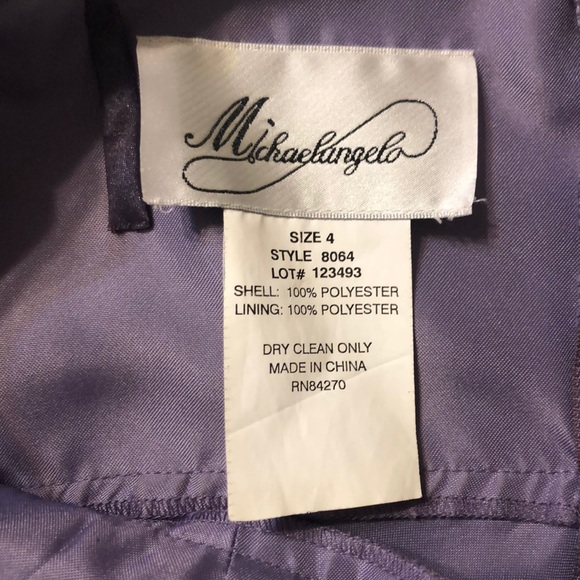 Michaelangelo
SIZE 4
STYLE 8064
LOT# 123493
SHELL: 100% POLYESTER
LINING: 100% POLYESTER
DRY CLEAN ONLY
MADE IN CHINA
RN84270